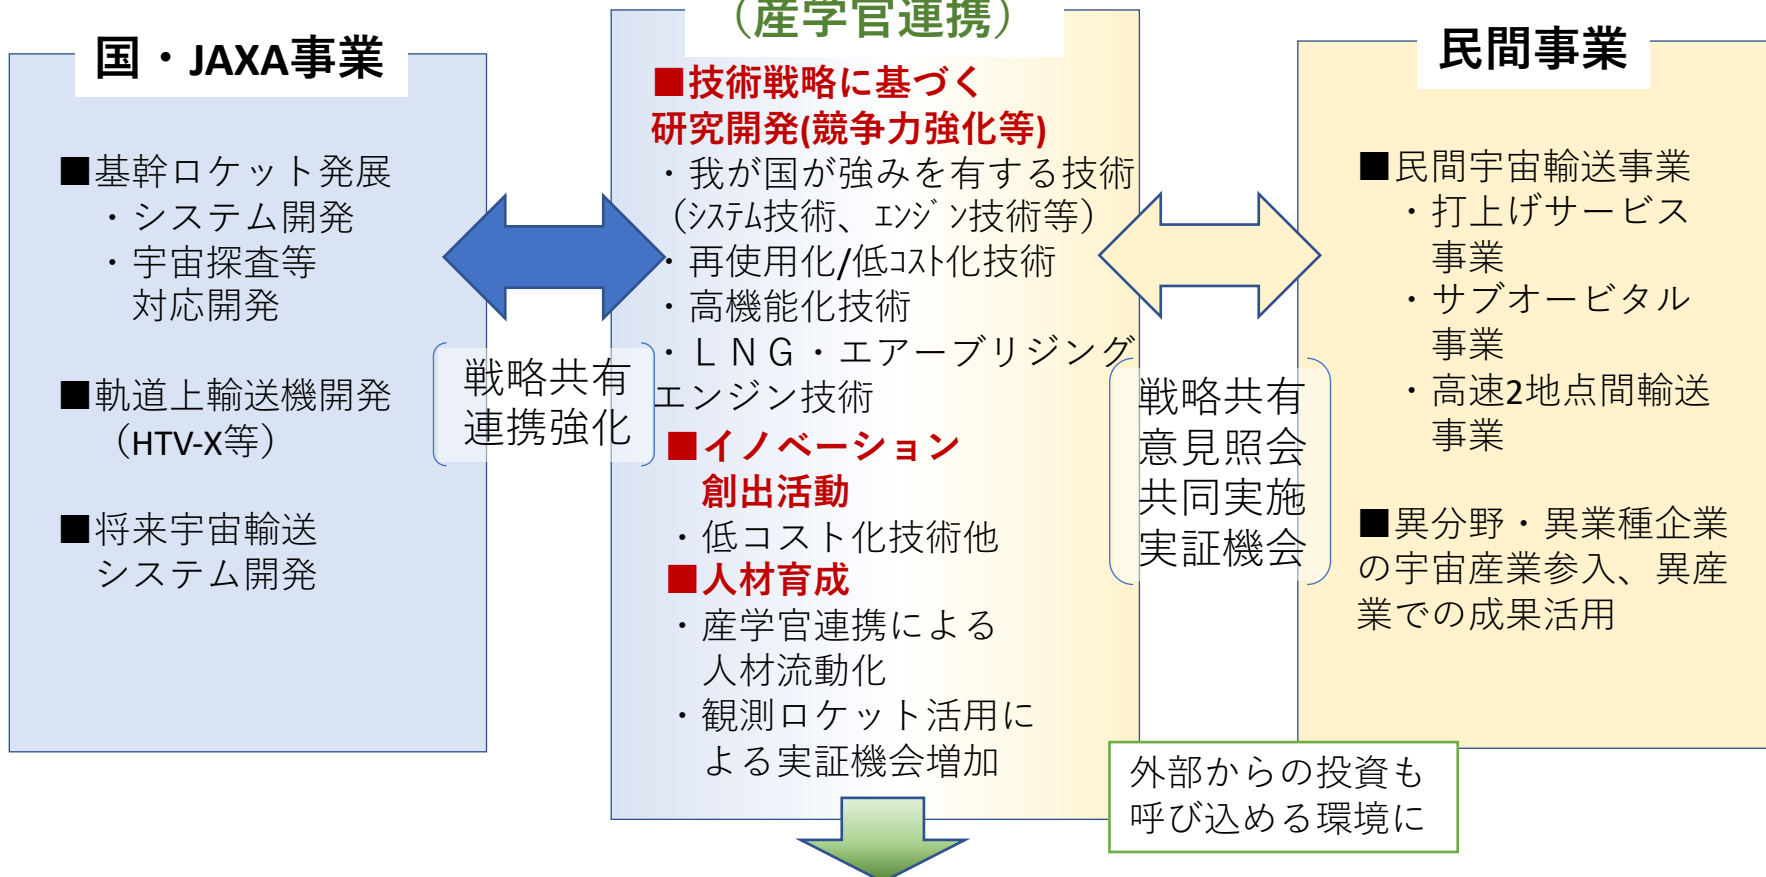 国・JAXA事業
■基幹ロケット発展
・システム開発
・宇宙探査等
対応開発
■軌道上輸送機開発
（HTV-X等）
■将来宇宙輸送
システム開発
戦略共有
連携強化
（産学官連携）
■技術戦略に基づく
研究開発(競争力強化等)
・我が国が強みを有する技術
（ｼｽﾃﾑ技術、ｴﾝｼﾞﾝ技術等）
・再使用化/低ｺｽﾄ化技術
・高機能化技術
・ＬＮＧ・エアーブリジング
エンジン技術
■イノベーション
創出活動
・低コスト化技術他
■人材育成
・産学官連携による
人材流動化
・観測ロケット活用に
よる実証機会増加
戦略共有
意見照会
共同実施
実証機会
民間事業
■民間宇宙輸送事業
・打上げサービス
事業
・サブオービタル
事業
・高速2地点間輸送
事業
■異分野・異業種企業
の宇宙産業参入、異産
業での成果活用
外部からの投資も
呼び込める環境に